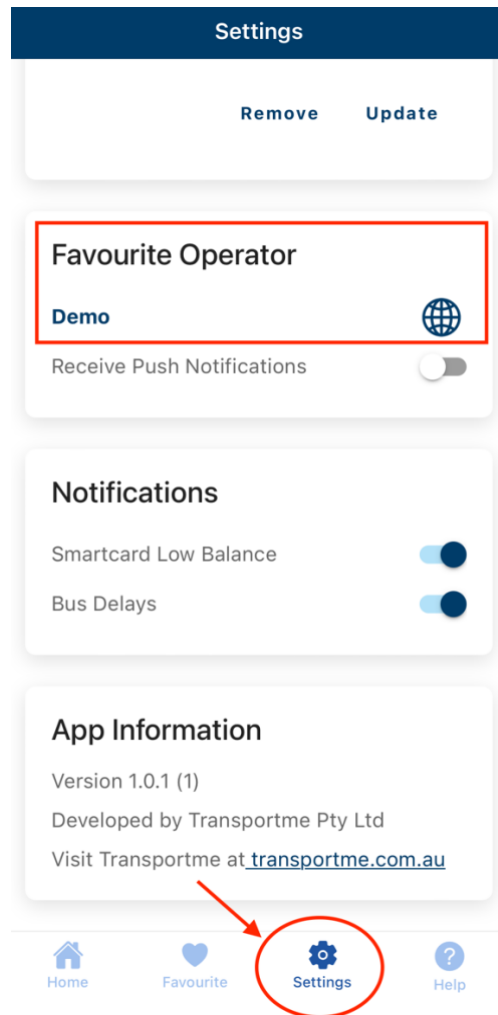 Settings
Remove Update
Favourite Operator
Demo
Receive Push Notifications
Notifications
Smartcard Low Balance
Bus Delays
App Information
Version 1.0.1 (1)
Developed by Transportme Pty Ltd
Visit Transportme at transportme.com.au
Home Favourite Settings ? Help